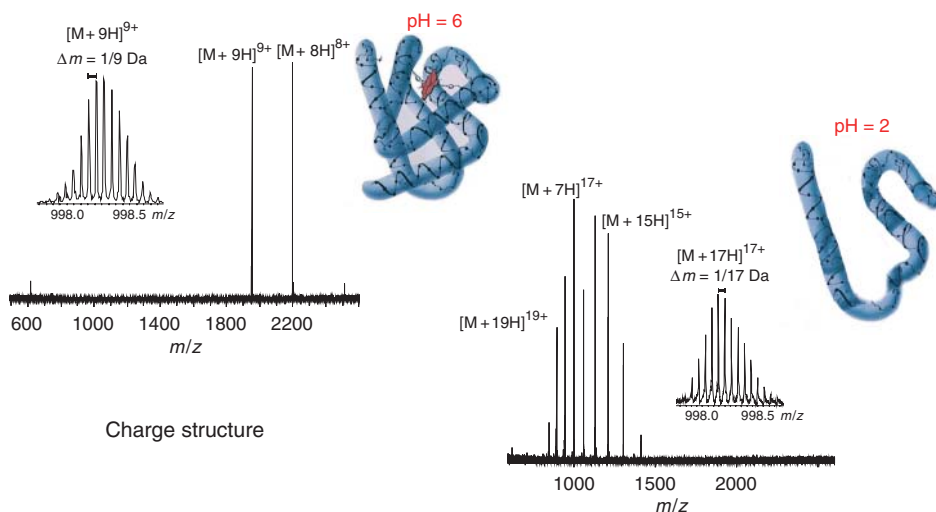 [M + 9H]9+
Δm = 1/9 Da
998.0 998.5 m/z
[M + 9H]9+ [M + 8H]8+
pH = 6
600 1000 1400 1800 2200
m/z
Charge structure
pH = 2
[M + 7H]17+
[M + 15H]15+
[M + 19H]19+
[M +17H]17+
Δm = 1/17 Da
998.0 998.5 m/z
1000 1500 2000
m/z